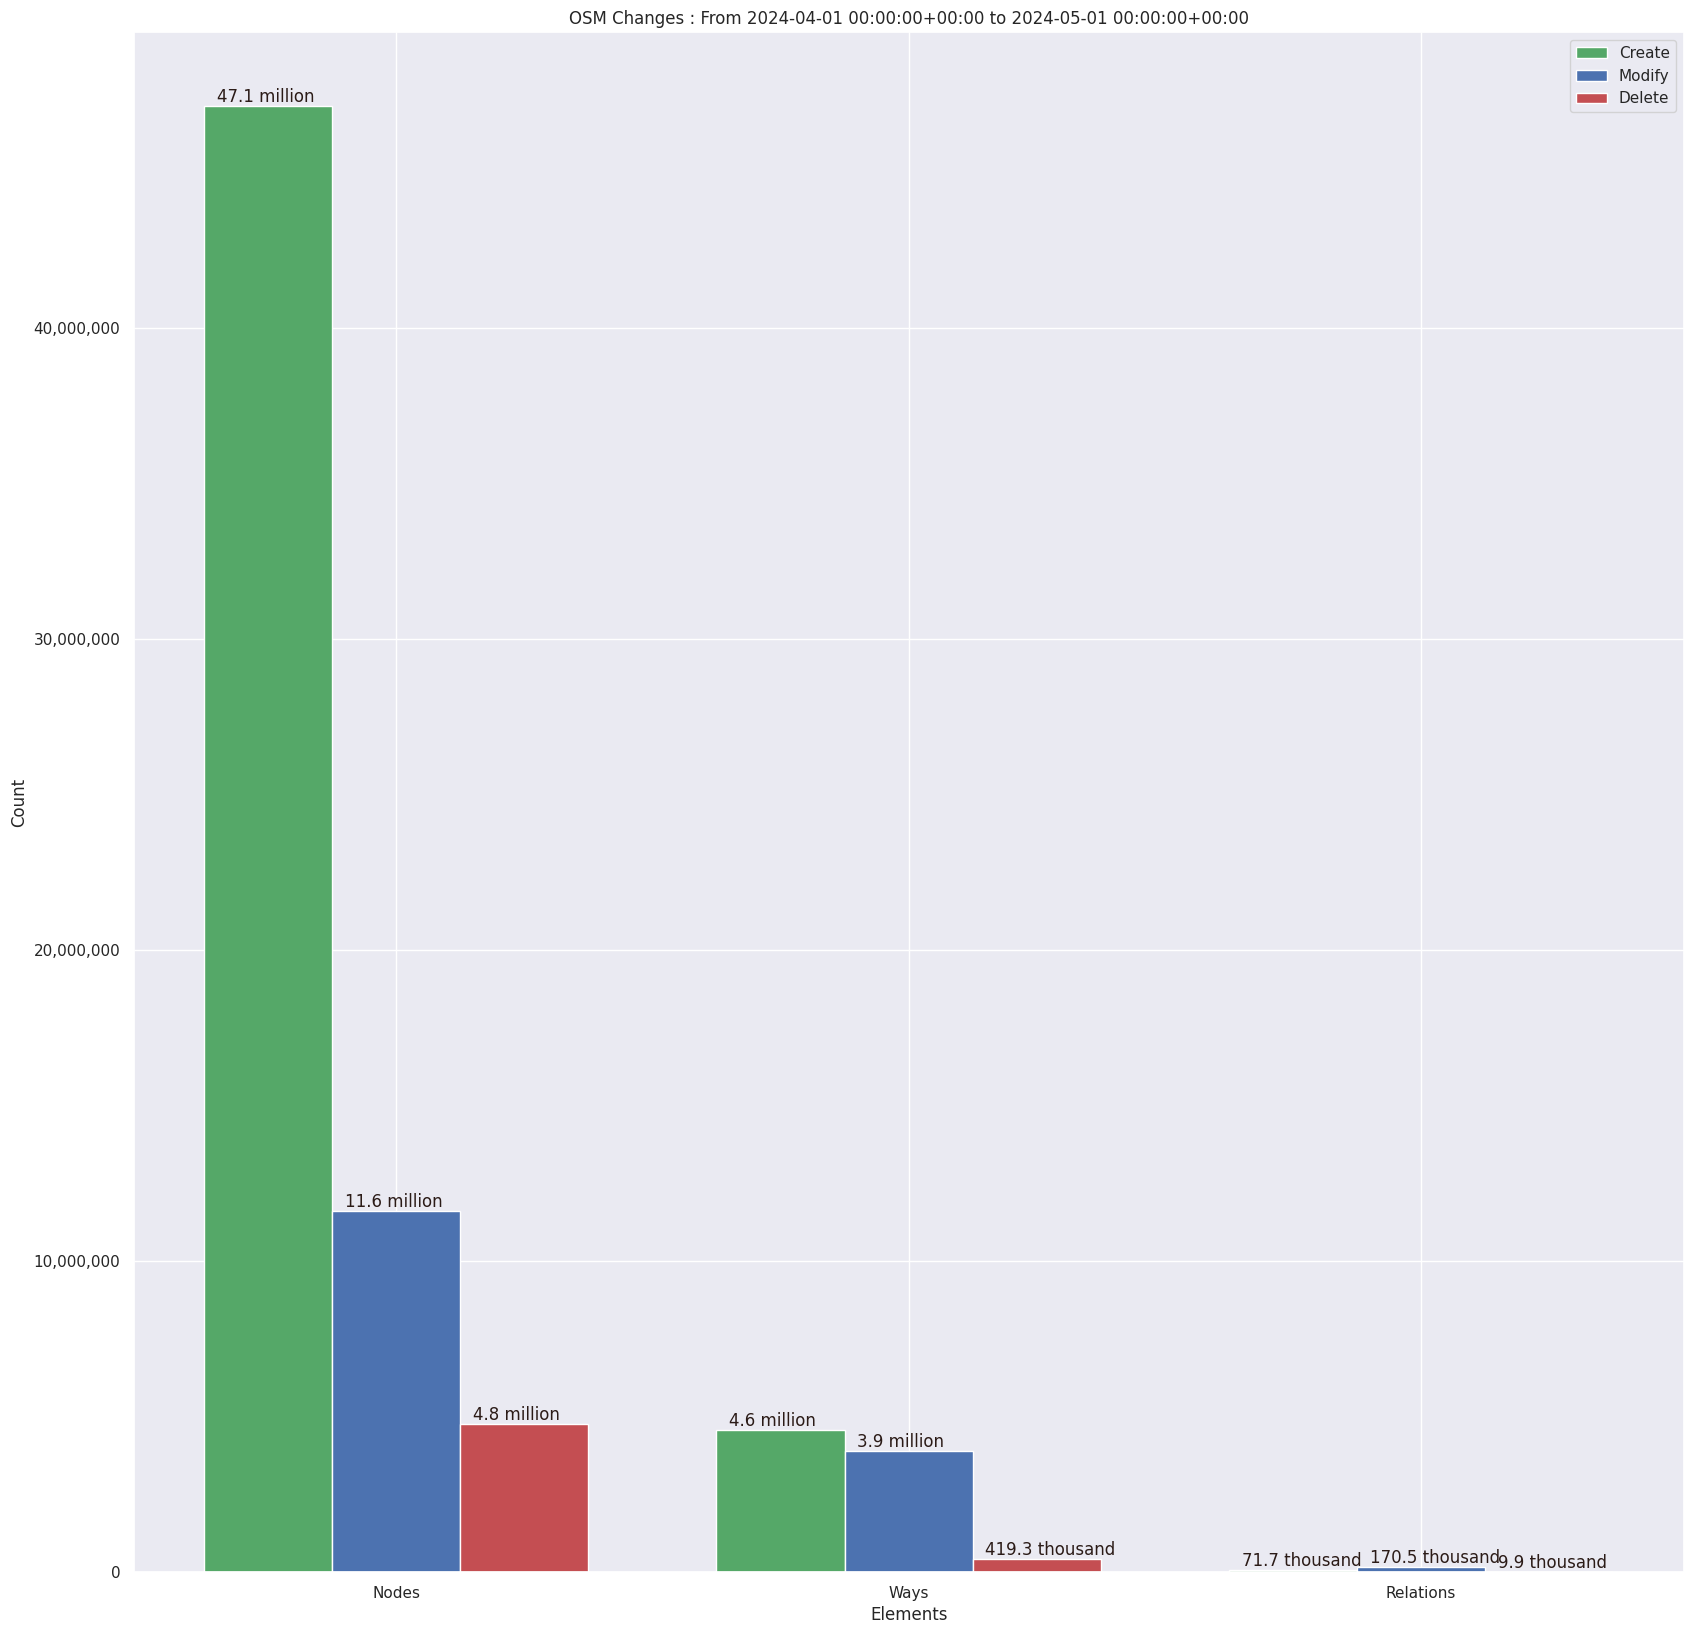 OSM Changes : From 2024-04-01 00:00:00+00:00 to 2024-05-01 00:00:00+00:00
Create
Modify
Delete
47.1 million
40,000,000
30,000,000
Count
20,000,000
11.6 million
10,000,000
4.8 million
4.6 million
3.9 million
419.3 thousand
71.7 thousand
170.5 thousand
9.9 thousand
0
Nodes
Ways
Relations
Elements